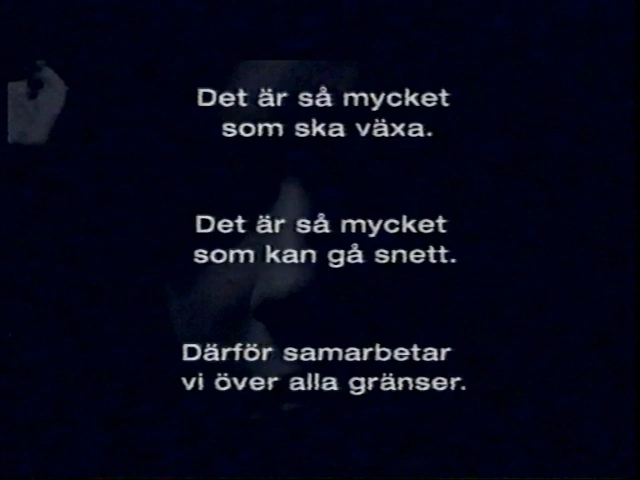 Det är så mycket
som ska växa.
Det är så mycket
som kan gå snett.
Därför samarbetar
vi över alla gränser.